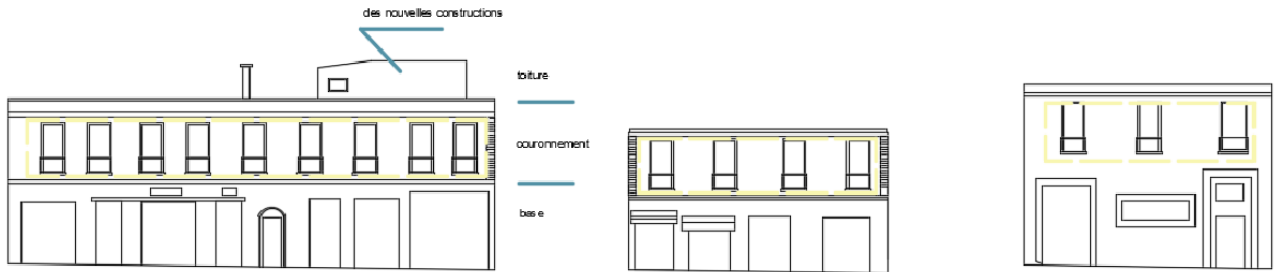 des nouvelles constructions
toiture
couronnement
base